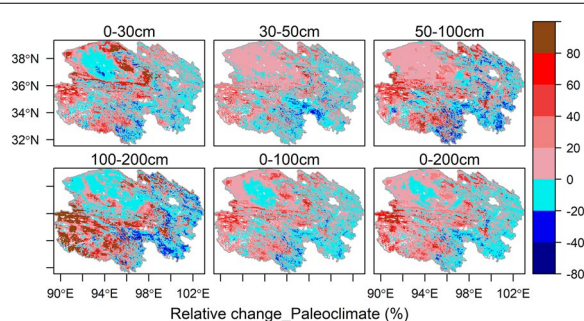 0-30cm
30-50cm
50-100cm
38°N
36°N
34°N
32°N
100-200cm
0-100cm
0-200cm
90°E
94°E
98°E
102°E
90°E
94°E
98°E
102°E
Relative change_Paleoclimate (%)
80
60
40
20
0
-20
-40
-60
-80